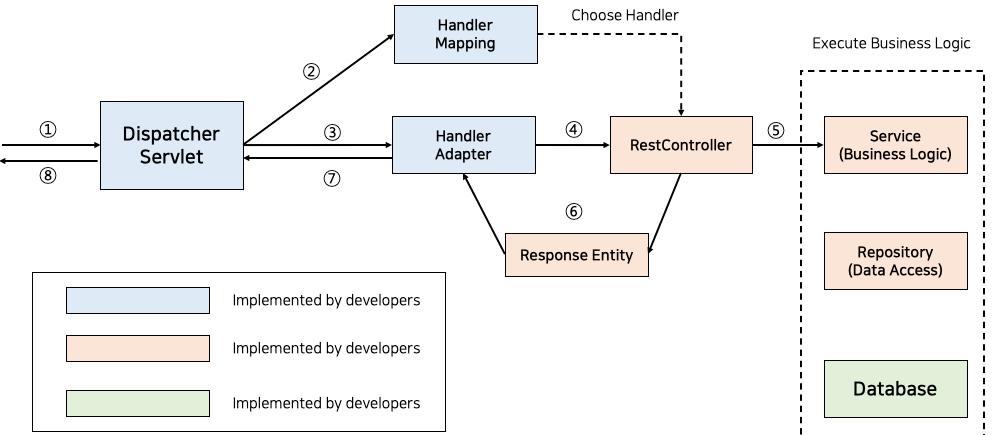 Choose Handler
Handler
Mapping
Execute Business Logic
②
①
Dispatcher
Servlet
③
Handler
Adapter
④
RestController
⑤
Service
(Business Logic)
⑧
⑦
⑥
Response Entity
Repository
(Data Access)
Implemented by developers
Implemented by developers
Implemented by developers
Database